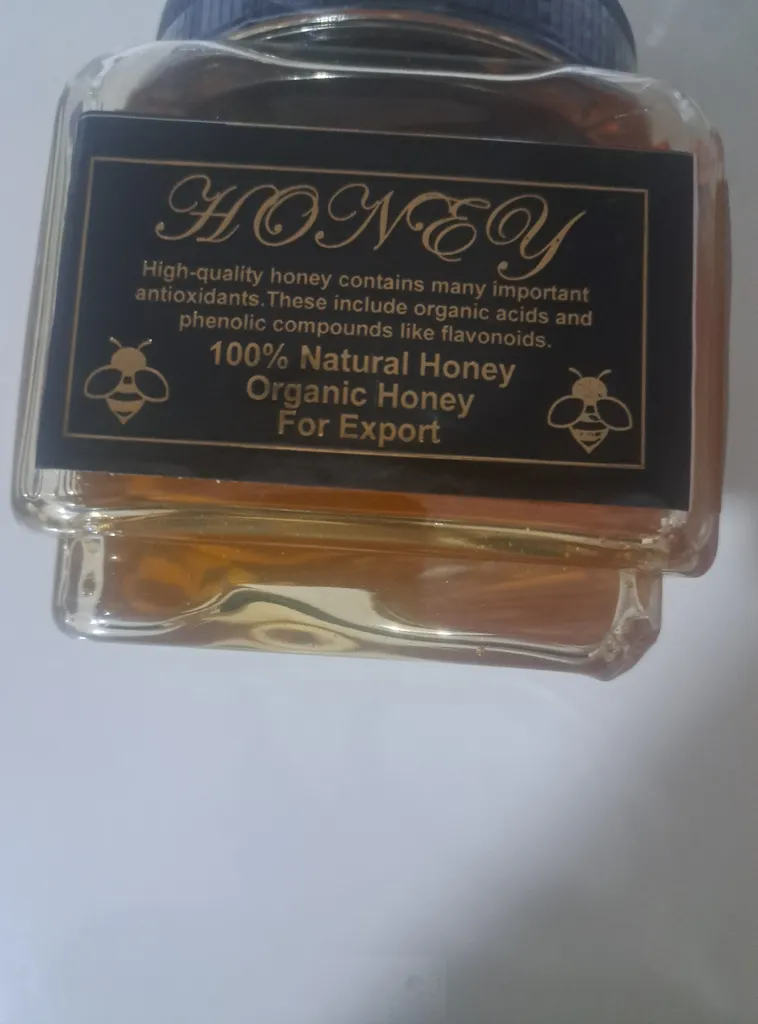 HONEY
High-quality honey contains many important
antioxidants.These include organic acids and
phenolic compounds like flavonoids.
100% Natural Honey
Organic Honey
For Export